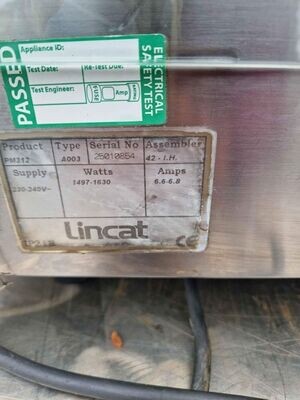 PASSED
Appliance ID:
Test Date: Re-Test Due:
Test Engineer: FUSE Amp
ELECTRICAL
SAFETY TEST
Product Type Serial No Assembler
PM312 A003 25010854 42 - I.H.
Supply Watts Amps
230-240V~ 1497-1630 6.6-6.8
lincat CE